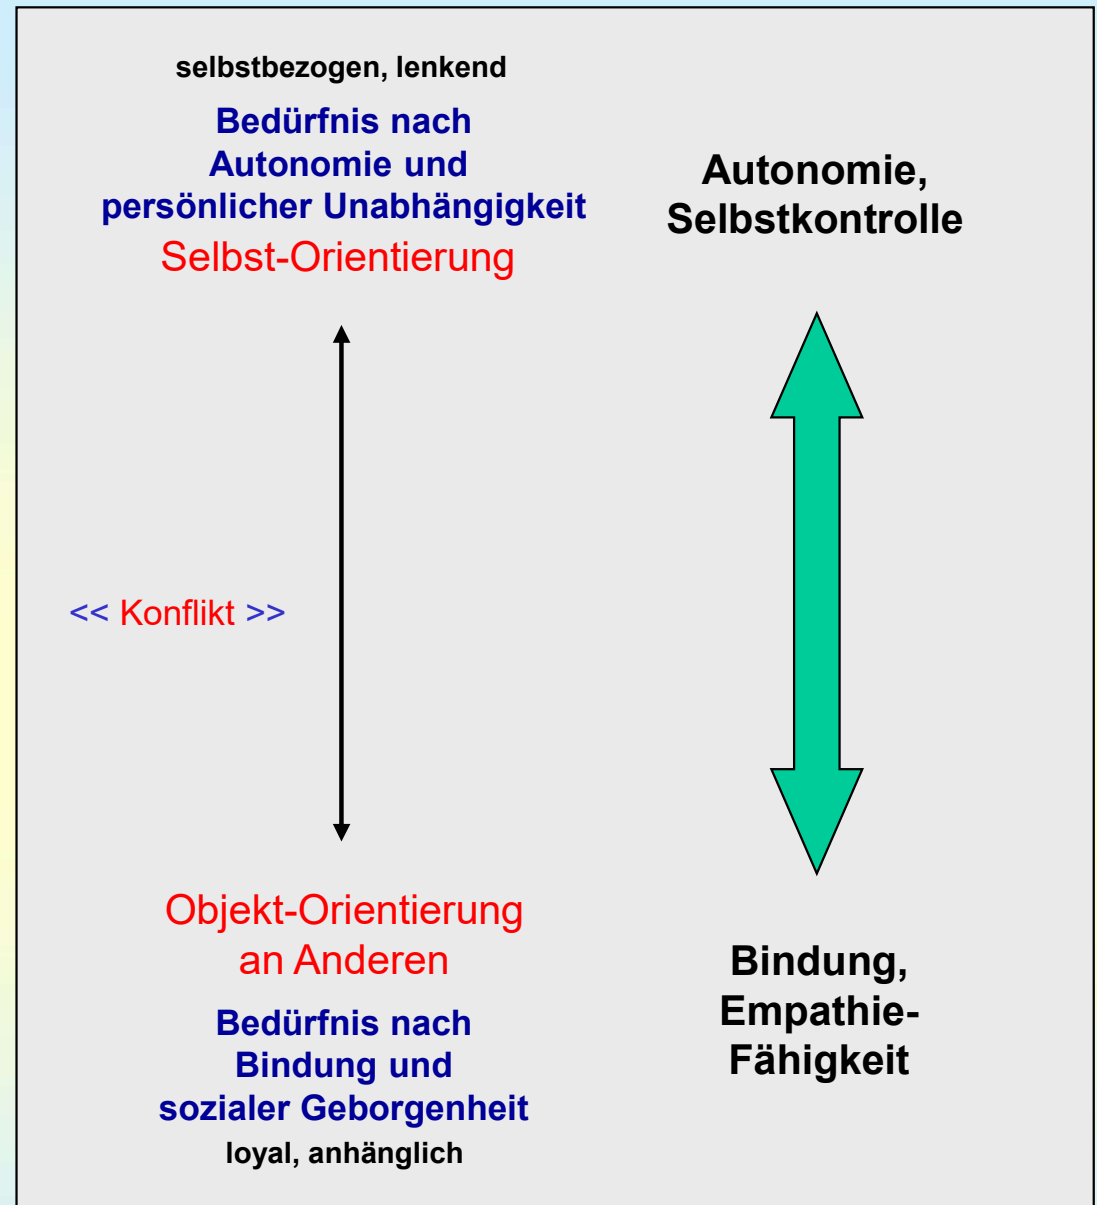 selbstbezogen, lenkend
Bedürfnis nach
Autonomie und
persönlicher Unabhängigkeit
Selbst-Orientierung
Autonomie,
Selbstkontrolle
<< Konflikt >>
Objekt-Orientierung
an Anderen
Bedürfnis nach
Bindung und
sozialer Geborgenheit
loyal, anhänglich
Bindung,
Empathie-
Fähigkeit